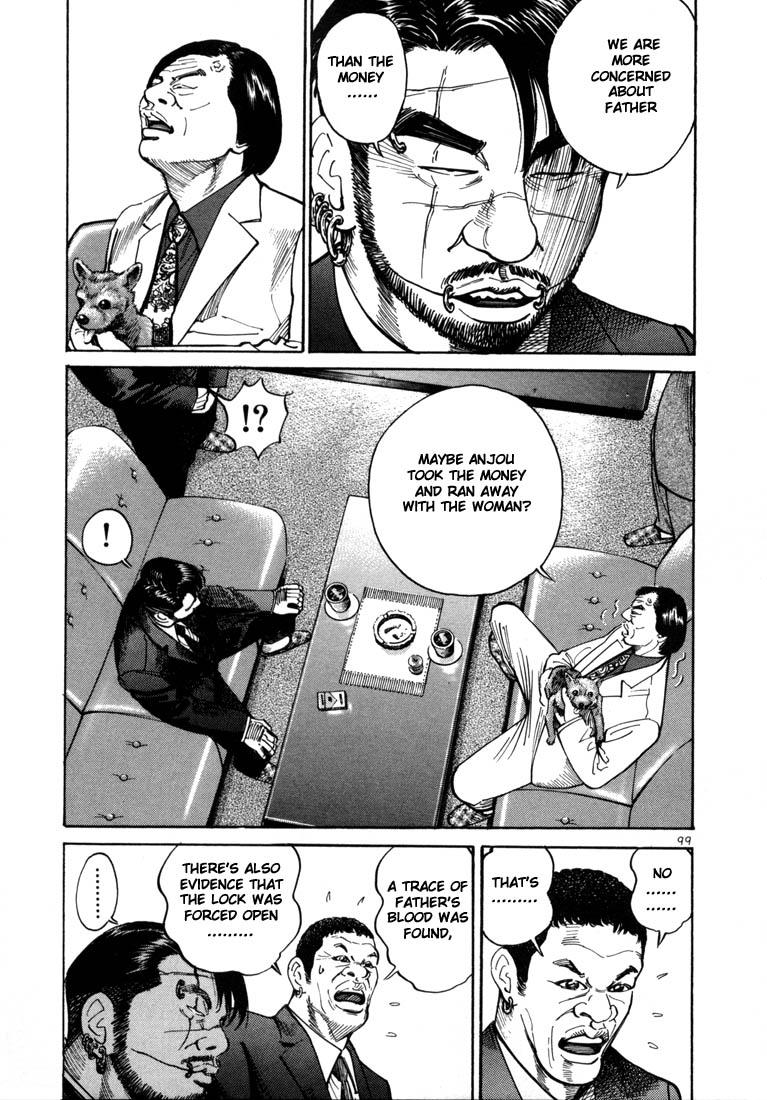 WE ARE
MORE
CONCERNED
ABOUT
FATHER
THAN THE
MONEY
......
!?
MAYBE ANJOU
TOOK THE MONEY
AND RAN AWAY
WITH THE WOMAN?
!
99
NO
......
......
THAT'S
.........
A TRACE OF
FATHER'S
BLOOD WAS
FOUND,
THERE'S ALSO
EVIDENCE THAT
THE LOCK WAS
FORCED OPEN
.........
......